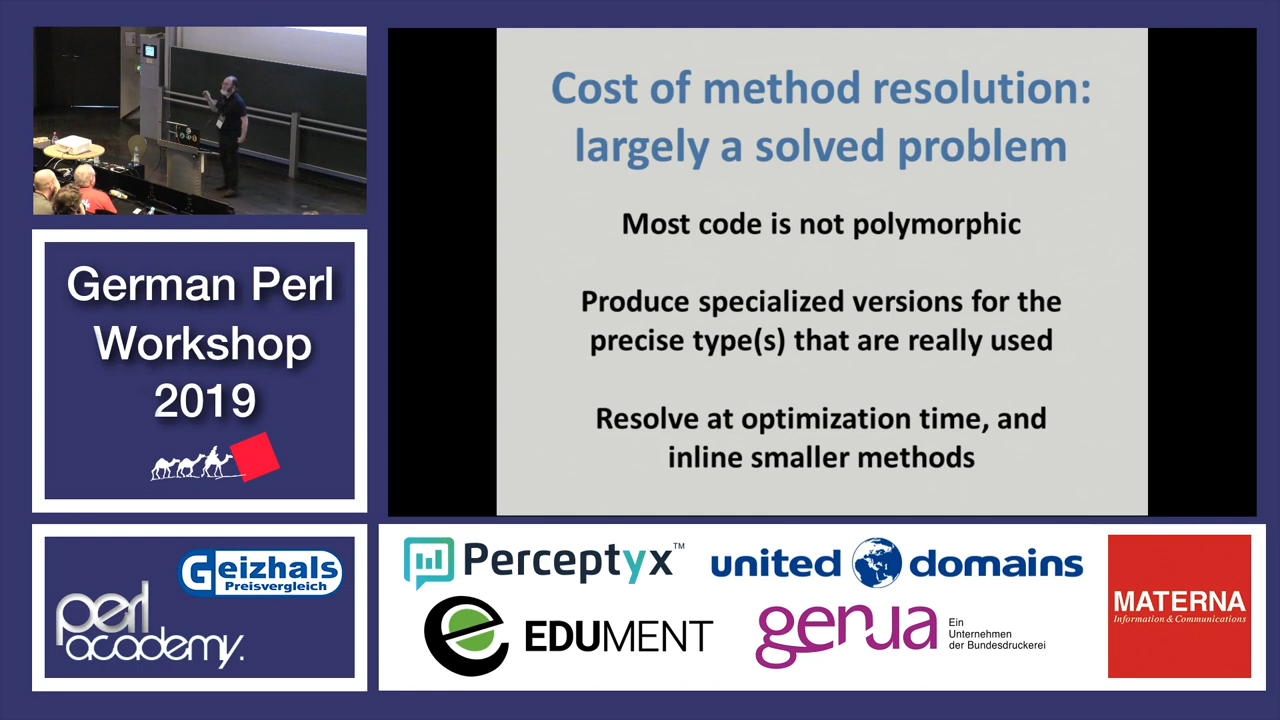 Cost of method resolution:
largely a solved problem
Most code is not polymorphic
Produce specialized versions for the
precise type(s) that are really used
Resolve at optimization time, and
inline smaller methods
German Perl
Workshop
2019
Geizhals
Preisvergleich
perl
academy.
Perceptyx™
united domains
MATERNA
Information & Communications
EDUMENT
genua
Ein
Unternehmen
der Bundesdruckerei